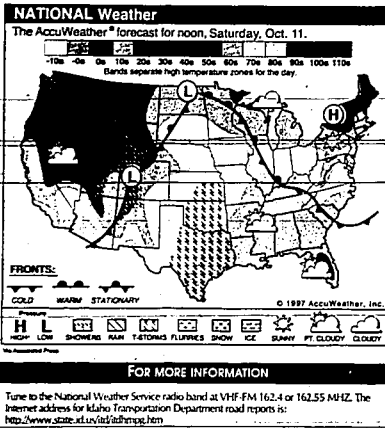 NATIONAL Weather
The AccuWeather® forecast for noon, Saturday, Oct. 11.
-10s -0s 0s 10s 20s 30s 40s 50s 60s 70s 80s 90s 100s 110s
Bands separate high temperature zones for the day.
L
H
L
FRONTS:
COLD WARM STATIONARY
© 1997 AccuWeather, Inc.
Pressure
H L
HIGH LOW SHOWERS RAIN T-STORMS FLURRIES SNOW ICE SUNNY PT. CLOUDY CLOUDY
Via Associated Press
FOR MORE INFORMATION
Tune to the National Weather Service radio band at VHF-FM 162.4 or 162.55 MHZ. The
Internet address for Idaho Transportation Department road reports is:
http://www.state.id.us/itd/itdhmpg.htm